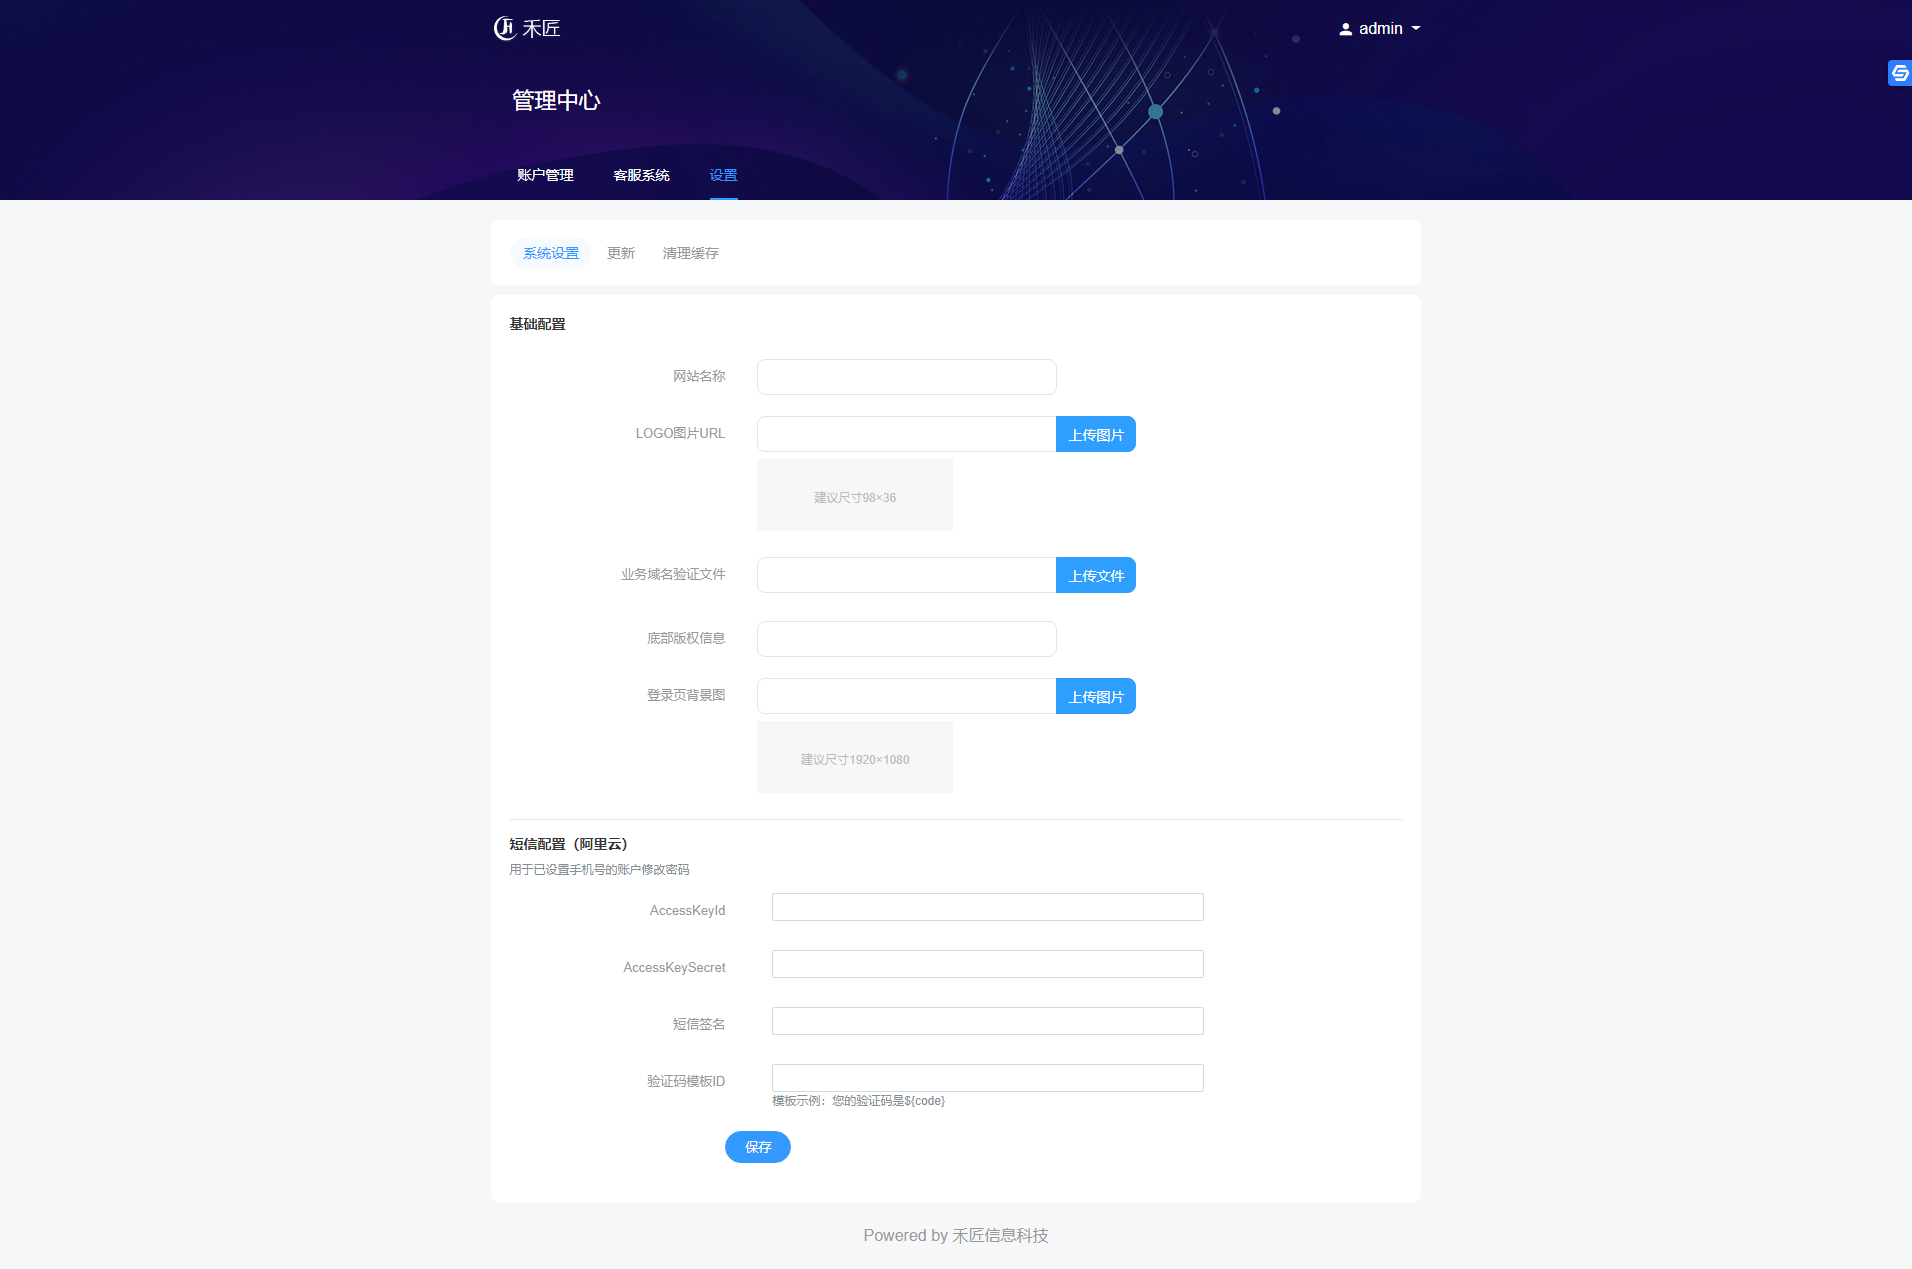 禾匠
admin
管理中心
账户管理 客服系统 设置
系统设置 更新 清理缓存
基础配置
网站名称
LOGO图片URL 上传图片
建议尺寸98×36
业务域名验证文件 上传文件
底部版权信息
登录页背景图 上传图片
建议尺寸1920×1080
短信配置（阿里云）
用于已设置手机号的账户修改密码
AccessKeyId
AccessKeySecret
短信签名
验证码模板ID
模板示例：您的验证码是${code}
保存
Powered by 禾匠信息科技